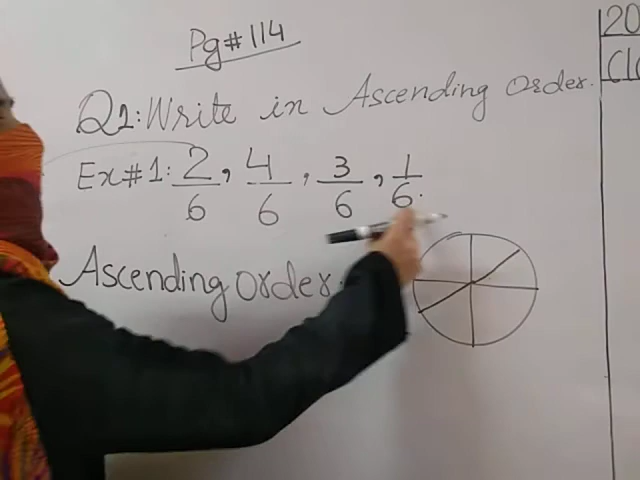 Pg#114
20
Q2:Write in Ascending Order.
Ex#1: 2/6, 4/6, 3/6, 1/6.
Ascending order: